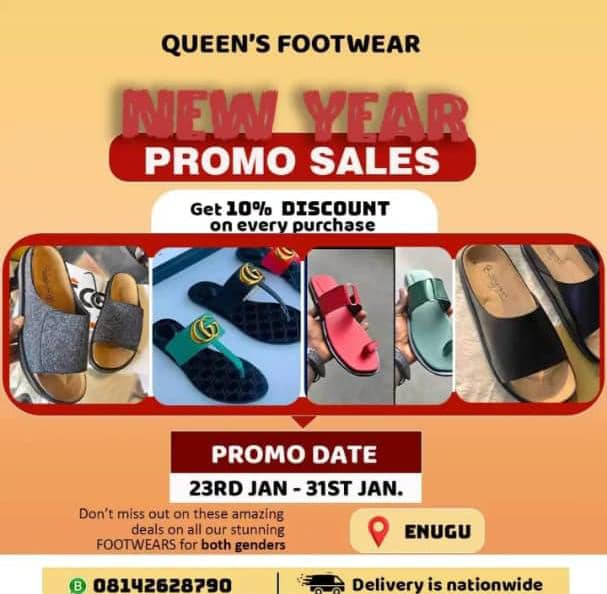 QUEEN'S FOOTWEAR
NEW YEAR
PROMO SALES
Get 10% DISCOUNT
on every purchase
PROMO DATE
23RD JAN - 31ST JAN.
Don't miss out on these amazing
deals on all our stunning
FOOTWEARS for both genders
ENUGU
08142628790
Delivery is nationwide